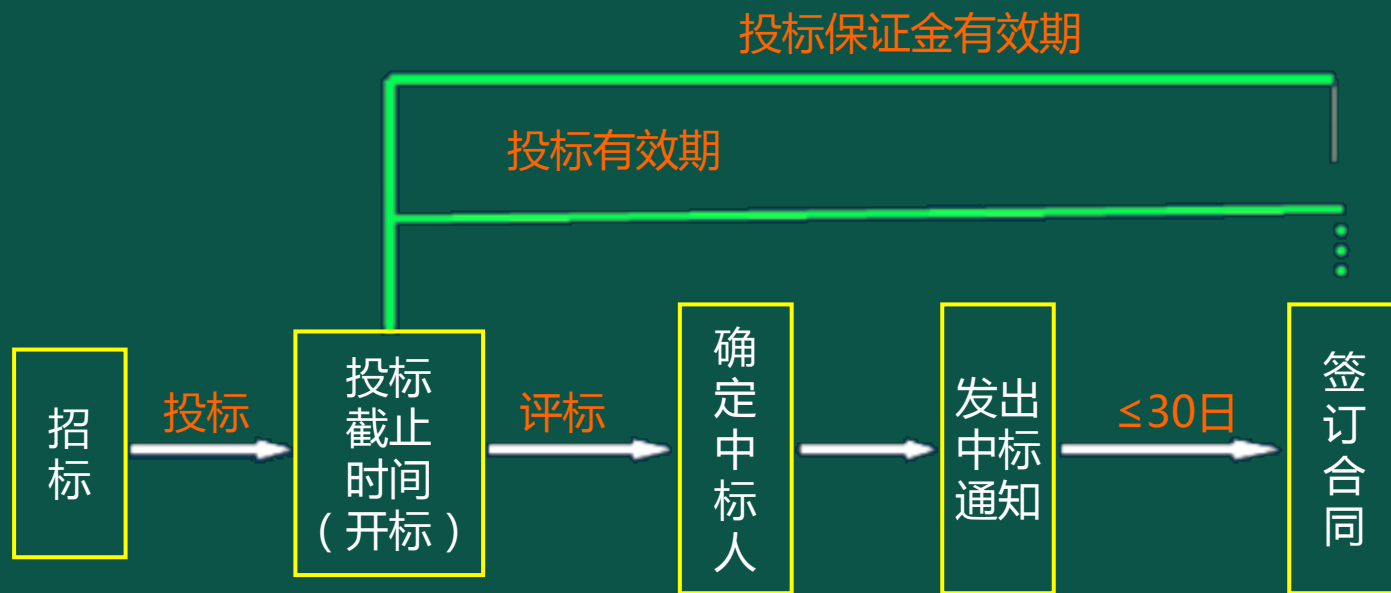 投标保证金有效期
投标有效期
招
标
投标
投标
截止
时间
（开标）
评标
确
定
中
标
人
发出
中标
通知
≤30日
签
订
合
同